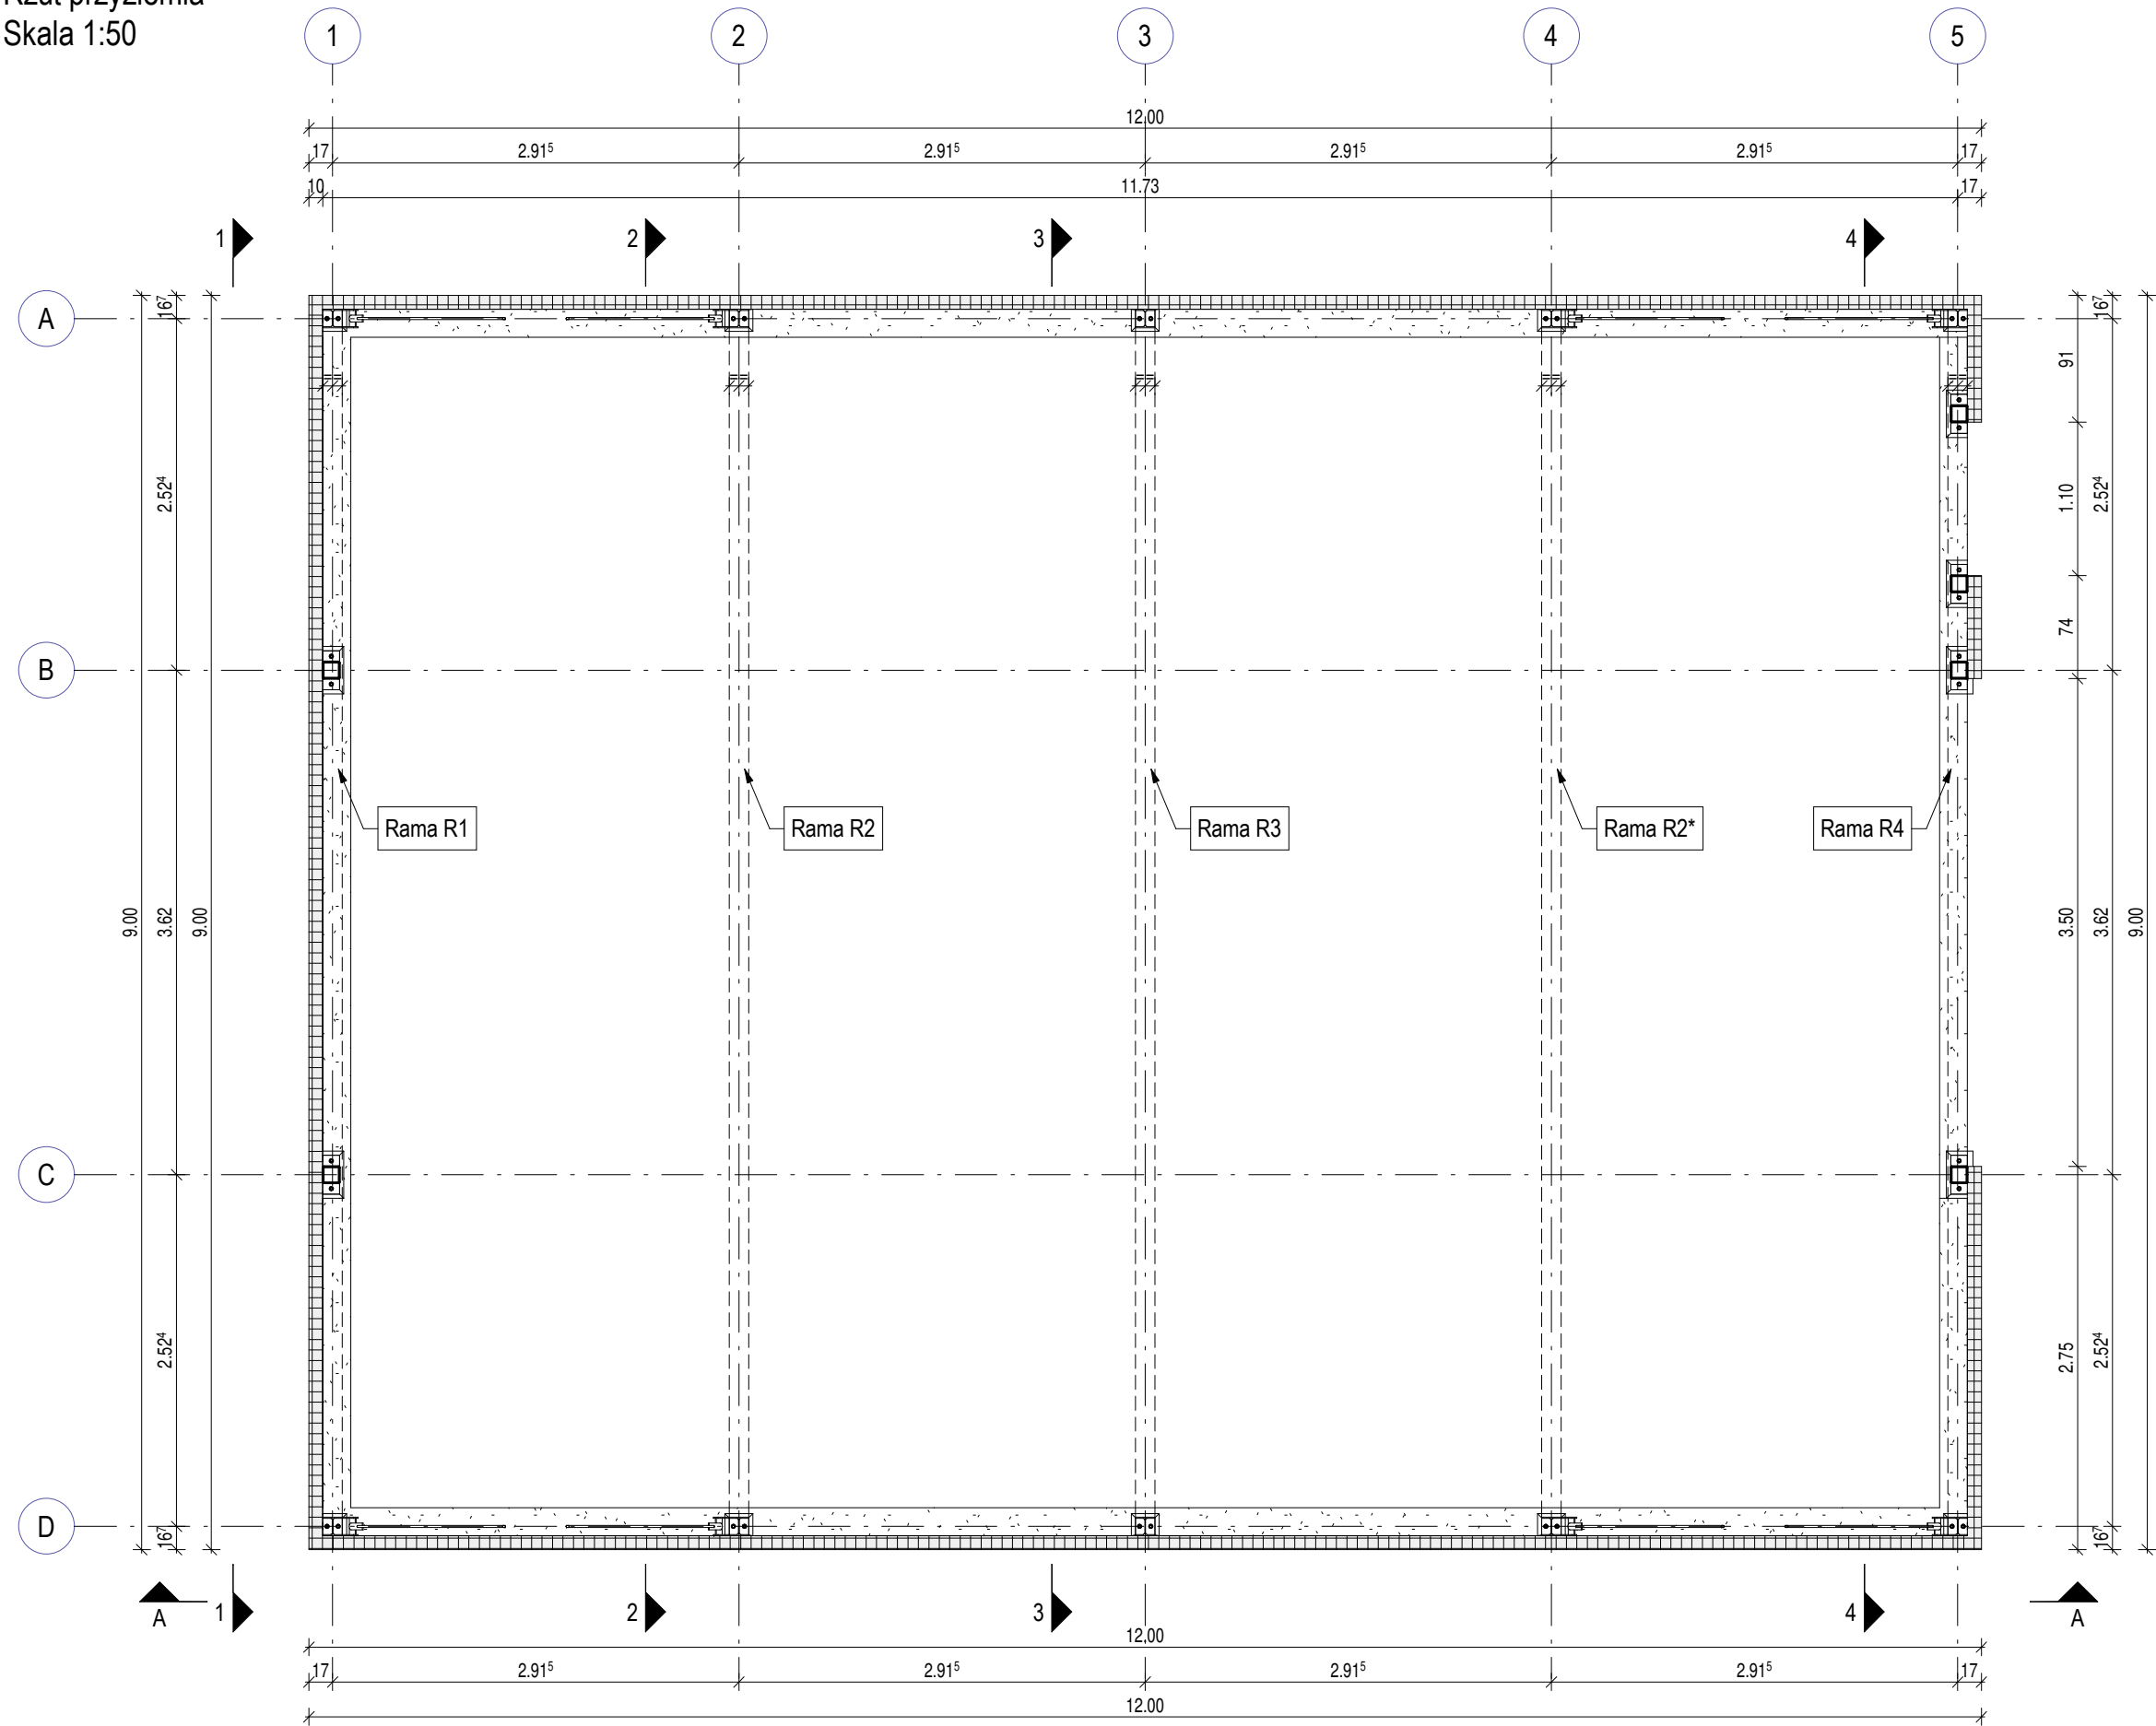 Rzut przyziemia
Skala 1:50
1 2 3 4 5
12.00
17 2.91⁵ 2.91⁵ 2.91⁵ 2.91⁵ 17
10 11.73 17
1 2 3 4
A
B
C
D
16⁷
2.52⁴
3.62
2.52⁴
16⁷
9.00
9.00
91
1.10
74
3.50
2.75
16⁷
2.52⁴
3.62
2.52⁴
16⁷
9.00
Rama R1
Rama R2
Rama R3
Rama R2*
Rama R4
A 1 2 3 4 A
12.00
17 2.91⁵ 2.91⁵ 2.91⁵ 2.91⁵ 17
12.00